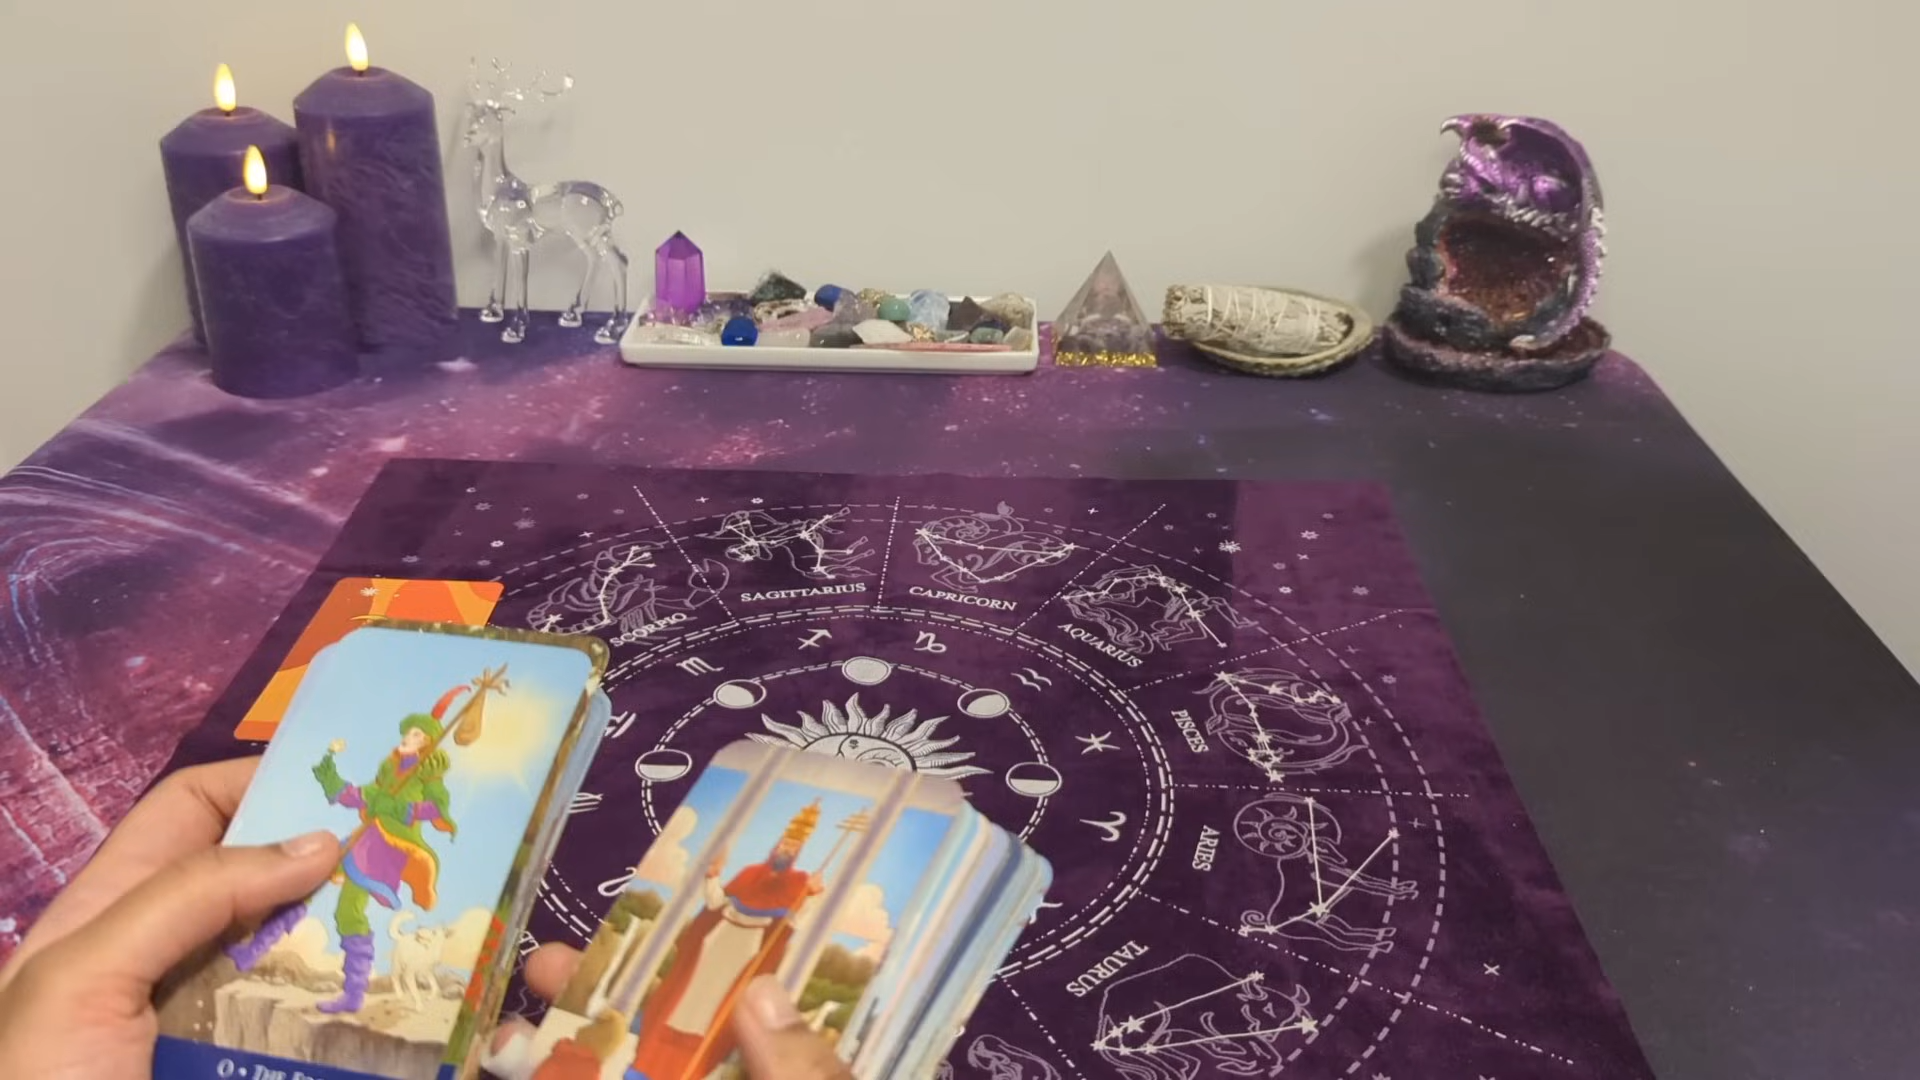 SAGITTARIUS
CAPRICORN
SCORPIO
AQUARIUS
PISCES
ARIES
TAURUS
0 • THE